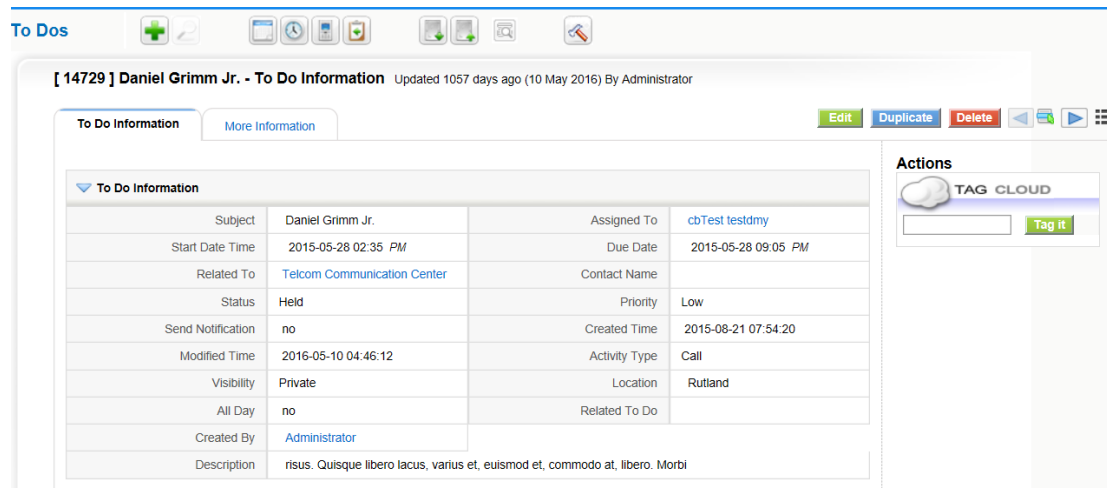 To Dos
[ 14729 ] Daniel Grimm Jr. - To Do Information Updated 1057 days ago (10 May 2016) By Administrator
To Do Information More Information Edit Duplicate Delete
Actions
TAG CLOUD
Tag it
To Do Information
Subject Daniel Grimm Jr. Assigned To cbTest testdmy
Start Date Time 2015-05-28 02:35 PM Due Date 2015-05-28 09:05 PM
Related To Telcom Communication Center Contact Name
Status Held Priority Low
Send Notification no Created Time 2015-08-21 07:54:20
Modified Time 2016-05-10 04:46:12 Activity Type Call
Visibility Private Location Rutland
All Day no Related To Do
Created By Administrator
Description risus. Quisque libero lacus, varius et, euismod et, commodo at, libero. Morbi